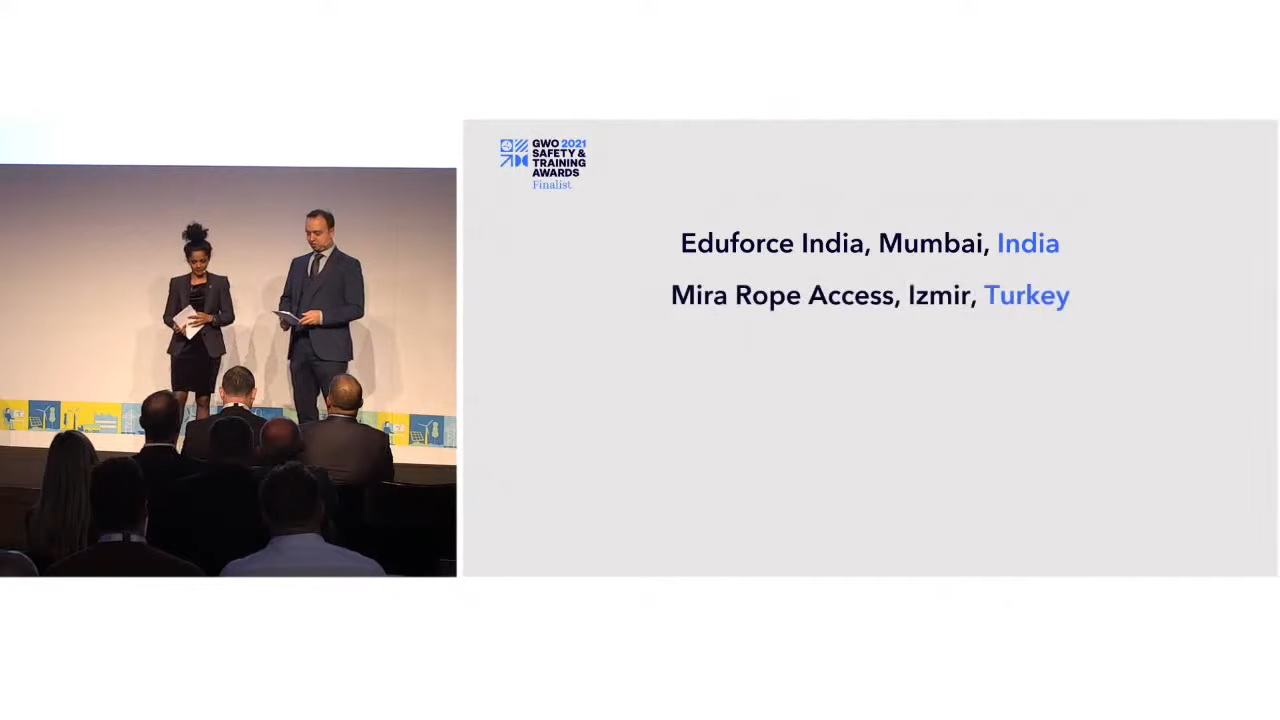 GWO 2021
SAFETY &
TRAINING
AWARDS
Finalist
Eduforce India, Mumbai, India
Mira Rope Access, Izmir, Turkey